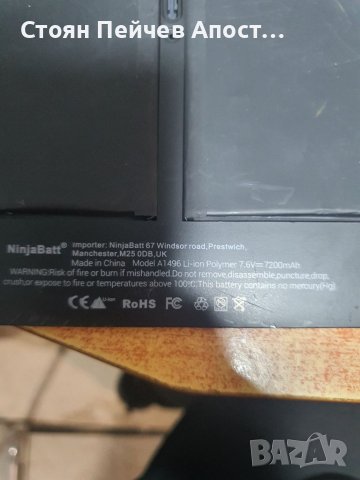 Стоян Пейчев Апост...
NinjaBatt®
Importer: NinjaBatt 67 Windsor road,Prestwich,
Manchester,M25 0DB,UK
Made in China Model A1496 Li-ion Polymer 7.6V⎓7200mAh
WARNING:Risk of fire or burn if mishandled.Do not remove,disassemble,puncture,drop,
crush,or expose to fire or temperatures above 100°C.This battery contains no mercury(Hg).
CE Li-ion RoHS FC
BAZAR